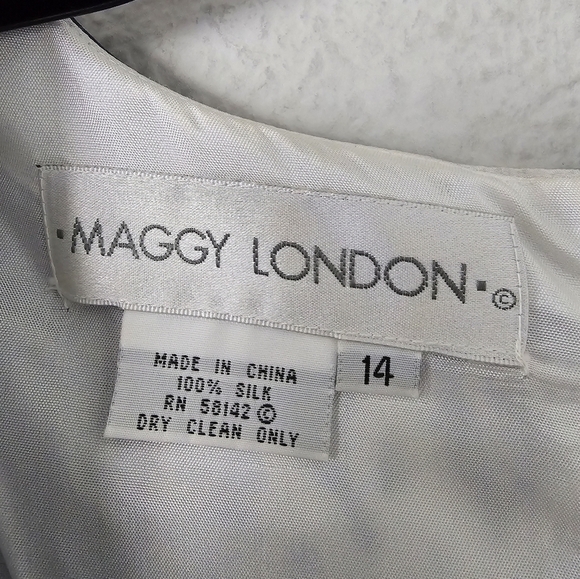 ·MAGGY LONDON·©
14
MADE IN CHINA
100% SILK
RN 58142 ©
DRY CLEAN ONLY